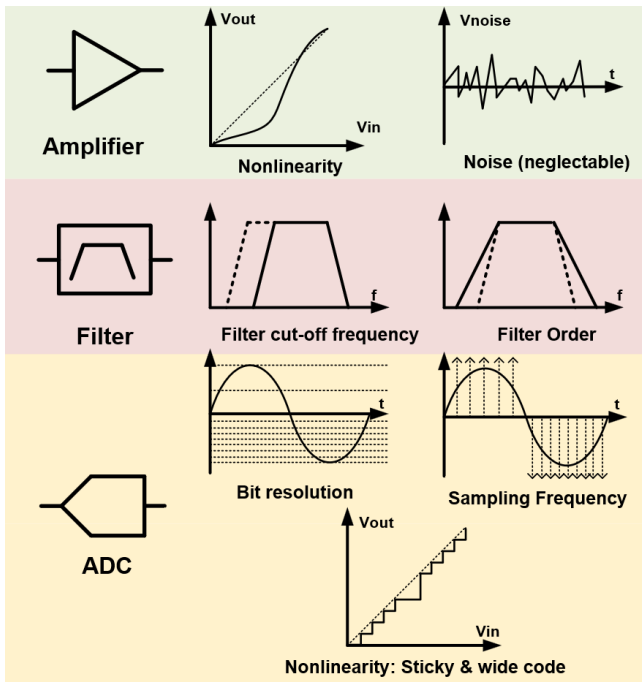 Amplifier
Vout
Vin
Nonlinearity
Vnoise
t
Noise (neglectable)
Filter
f
Filter cut-off frequency
f
Filter Order
ADC
t
Bit resolution
t
Sampling Frequency
Vout
Vin
Nonlinearity: Sticky & wide code